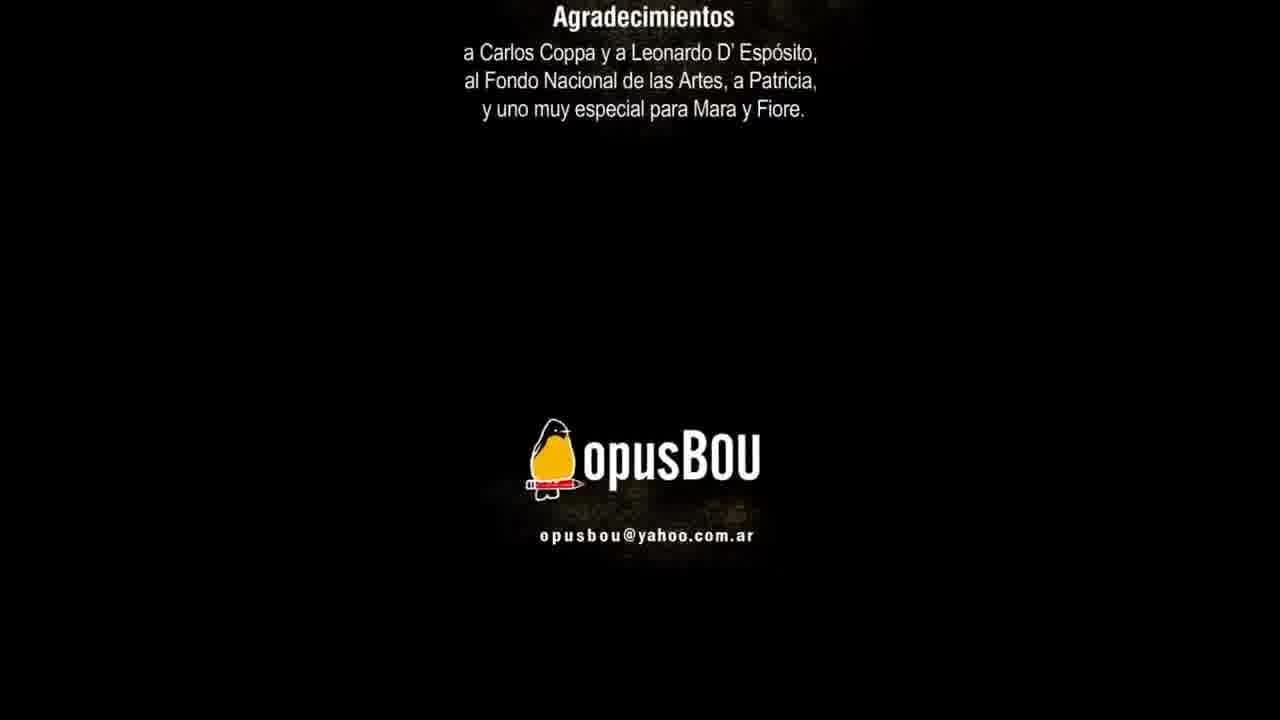 Agradecimientos
a Carlos Coppa y a Leonardo D' Espósito,
al Fondo Nacional de las Artes, a Patricia,
y uno muy especial para Mara y Fiore.
opusBOU
opusbou@yahoo.com.ar